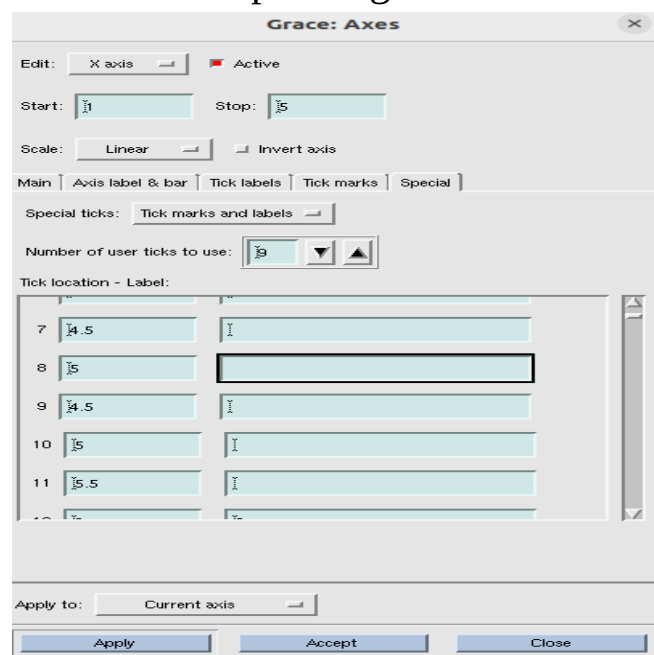 Grace: Axes
Edit: X axis Active
Start: 1 Stop: 5
Scale: Linear Invert axis
Main Axis label & bar Tick labels Tick marks Special
Special ticks: Tick marks and labels
Number of user ticks to use: 9
Tick location - Label:
7 4.5
8 5
9 4.5
10 5
11 5.5
Apply to: Current axis
Apply Accept Close